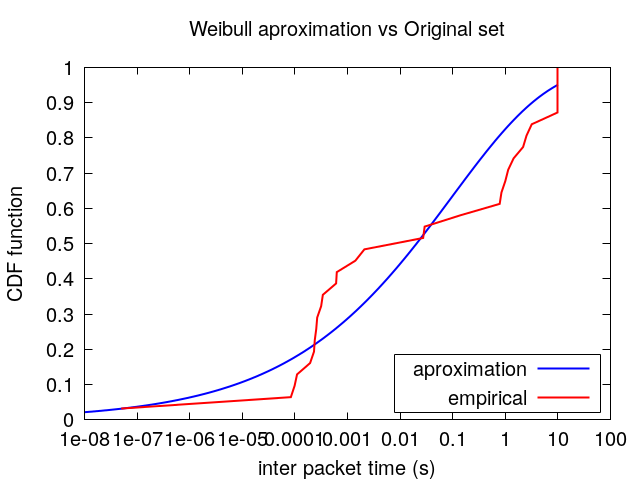 Weibull aproximation vs Original set
1
0.9
0.8
0.7
0.6
0.5
0.4
0.3
0.2
0.1
0
CDF function
aproximation
empirical
1e-08 1e-07 1e-06 1e-05 0.0001 0.001 0.01 0.1 1 10 100
inter packet time (s)